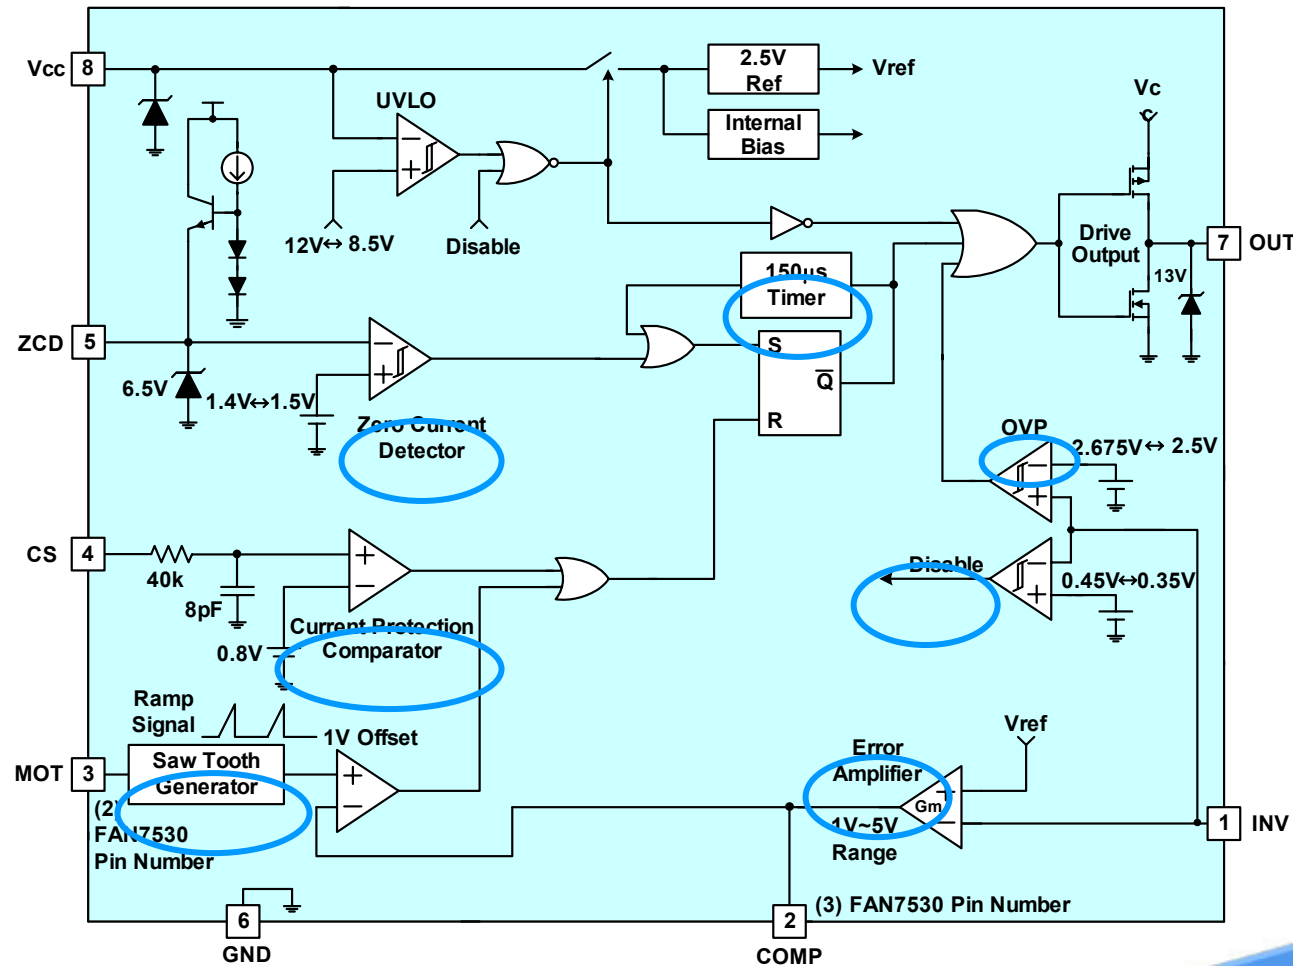 Vcc
8
2.5V
Ref
Vref
Vc
c
UVLO
Internal
Bias
12V↔ 8.5V
Disable
Drive
Output
7
OUT
150µs
Timer
13V
ZCD
5
S
Q
R
6.5V
1.4V↔1.5V
Zero Current
Detector
OVP
2.675V↔ 2.5V
CS
4
40k
8pF
Disable
0.45V↔0.35V
Current Protection
Comparator
0.8V
Ramp
Signal
1V Offset
Vref
Error
Amplifier
MOT
3
Saw Tooth
Generator
Gm
(2)
FAN7530
Pin Number
1V~5V
Range
1
INV
6
GND
2
(3) FAN7530 Pin Number
COMP